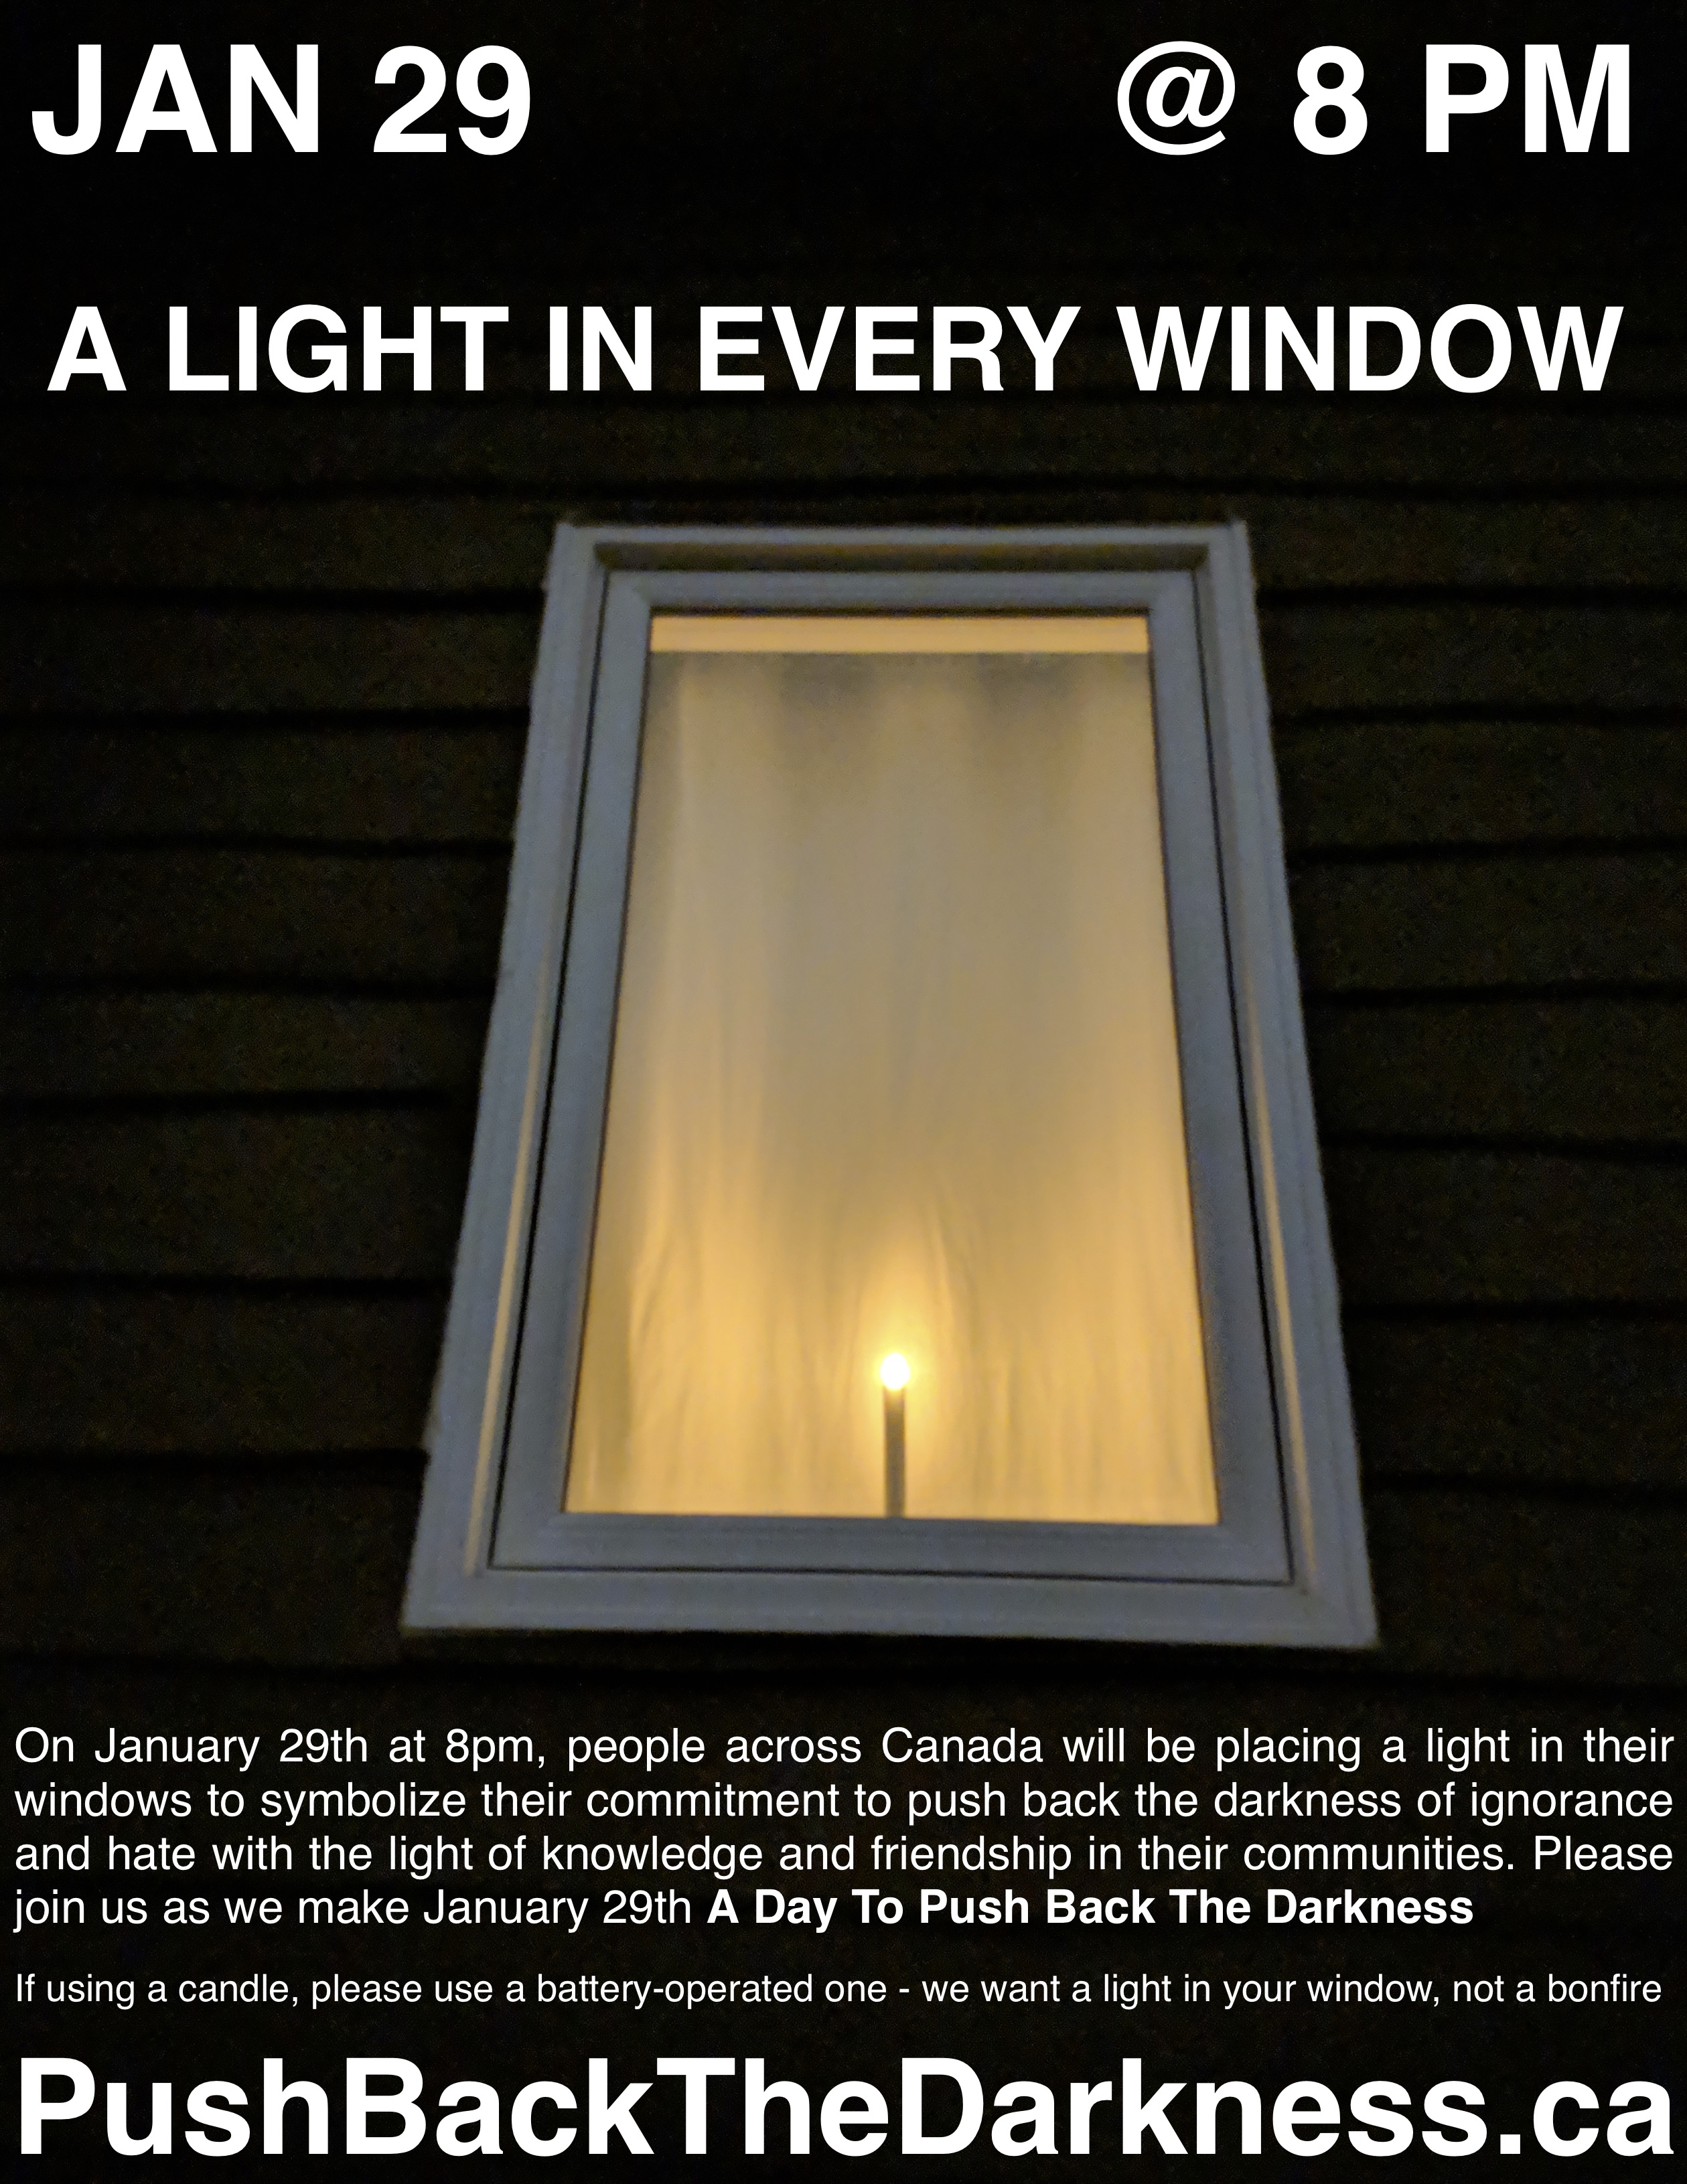 JAN 29 @ 8 PM
A LIGHT IN EVERY WINDOW
On January 29th at 8pm, people across Canada will be placing a light in their
windows to symbolize their commitment to push back the darkness of ignorance
and hate with the light of knowledge and friendship in their communities. Please
join us as we make January 29th A Day To Push Back The Darkness
If using a candle, please use a battery-operated one - we want a light in your window, not a bonfire
PushBackTheDarkness.ca